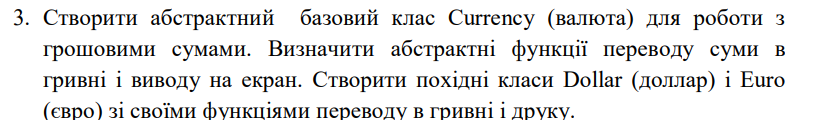 3. Створити абстрактний базовий клас Currency (валюта) для роботи з
грошовими сумами. Визначити абстрактні функції переводу суми в
гривні і виводу на екран. Створити похідні класи Dollar (доллар) і Euro
(євро) зі своїми функціями переводу в гривні і друку.